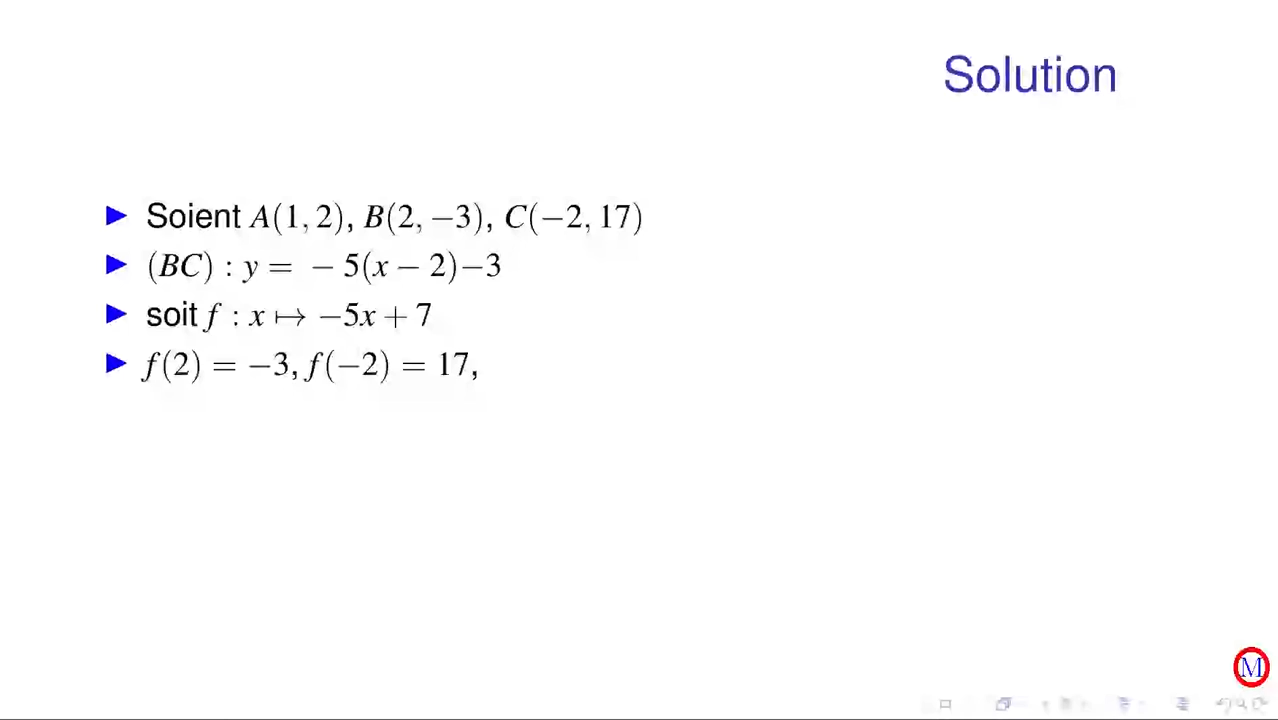 Solution
▶ Soient A(1, 2), B(2, −3), C(−2, 17)
▶ (BC) : y = − 5(x − 2)−3
▶ soit f : x ↦ −5x + 7
▶ f(2) = −3, f(−2) = 17,
M